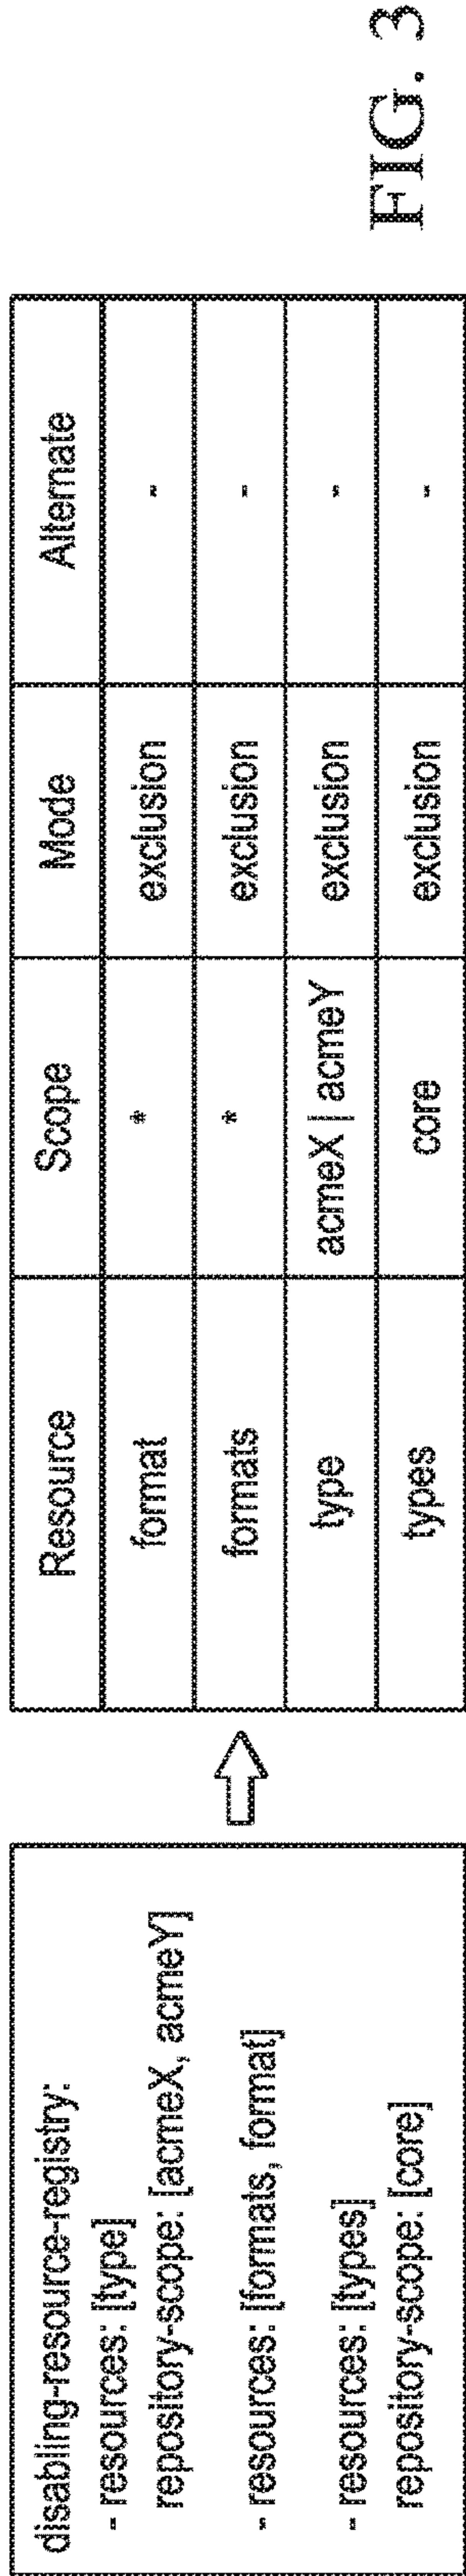 disabling-resource-registry:
- resources: [type]
repository-scope: [acmeX, acmeY]
- resources: [formats, format]
- resources: [types]
repository-scope: [core]
Resource Scope Mode Alternate
format * exclusion -
formats * exclusion -
type acmeX | acmeY exclusion -
types core exclusion -
FIG. 3